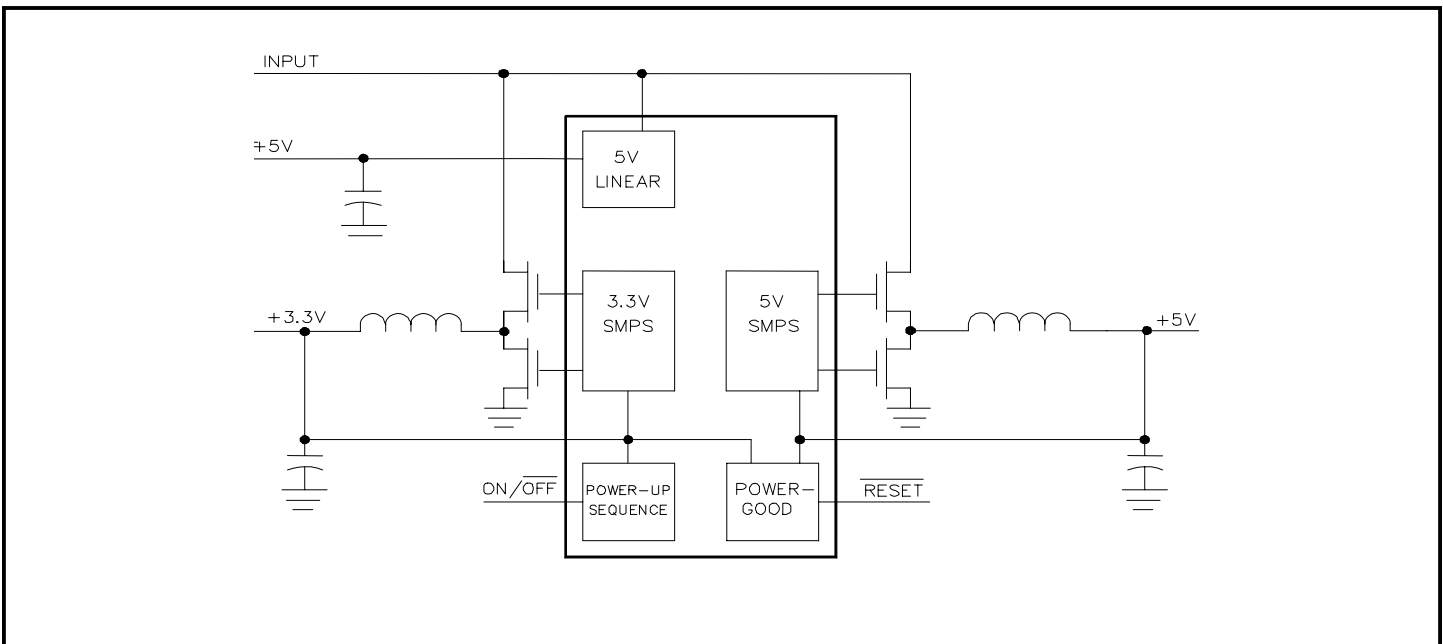 INPUT
+5V
5V
LINEAR
3.3V
SMPS
5V
SMPS
+3.3V
+5V
ON/OFF
POWER-UP
SEQUENCE
POWER-
GOOD
RESET